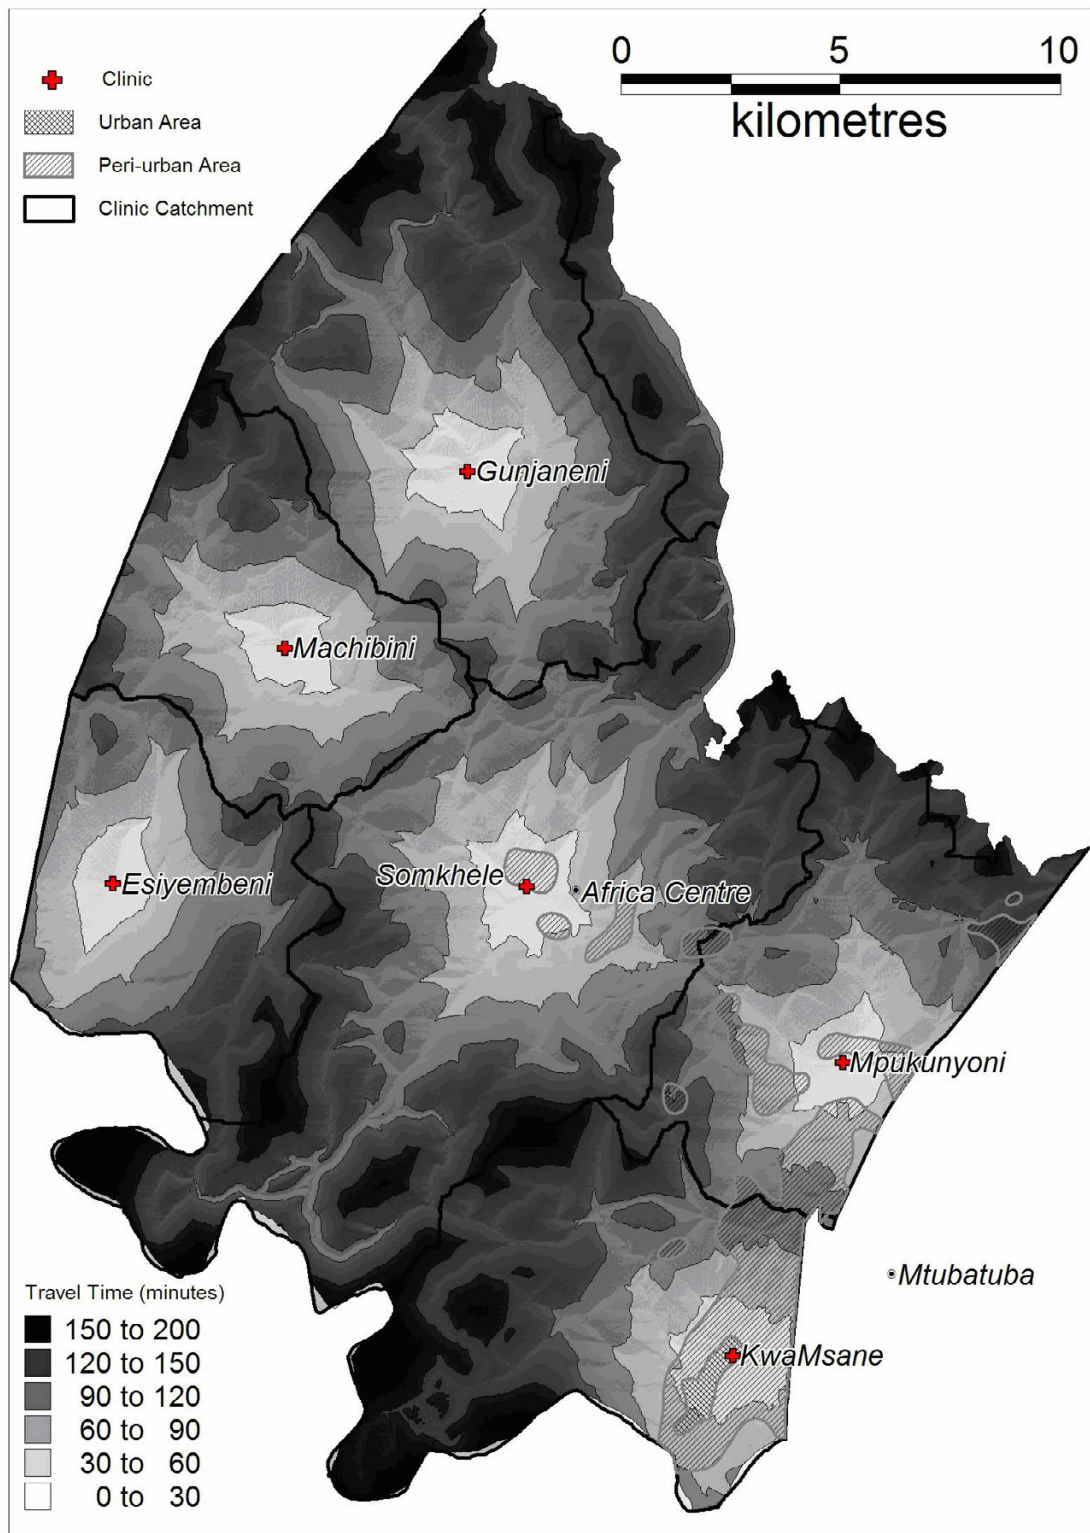 0 5 10
kilometres
Clinic
Urban Area
Peri-urban Area
Clinic Catchment
Gunjaneni
Machibini
Somkhele
Esiyembeni
Africa Centre
Mpukunyoni
Mtubatuba
KwaMsane
Travel Time (minutes)
150 to 200
120 to 150
90 to 120
60 to 90
30 to 60
0 to 30